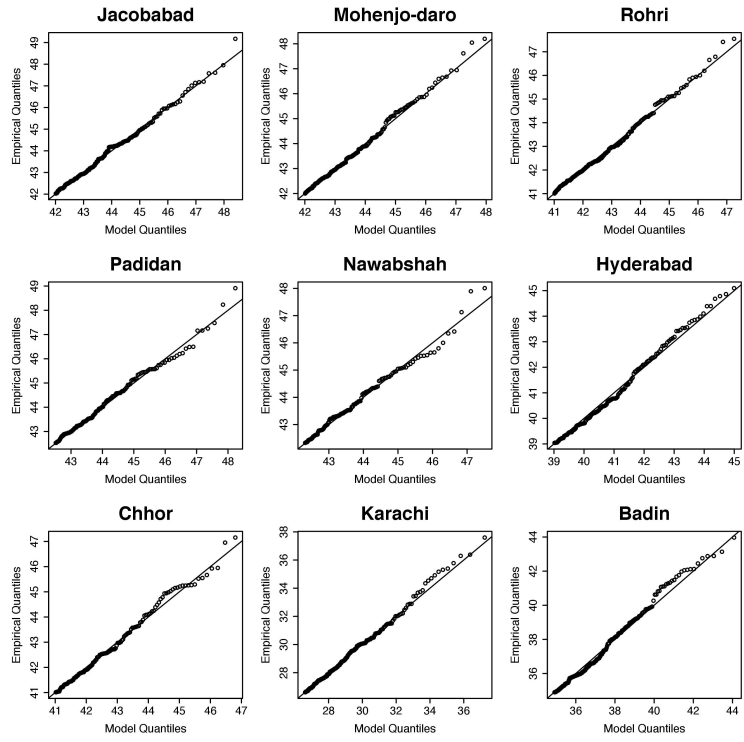 Jacobabad Mohenjo-daro Rohri
Empirical Quantiles
42 43 44 45 46 47 48 49
42 43 44 45 46 47 48
Model Quantiles
Empirical Quantiles
42 43 44 45 46 47 48
42 43 44 45 46 47 48
Model Quantiles
Empirical Quantiles
41 42 43 44 45 46 47
41 42 43 44 45 46 47
Model Quantiles
Padidan Nawabshah Hyderabad
Empirical Quantiles
43 44 45 46 47 48 49
43 44 45 46 47 48
Model Quantiles
Empirical Quantiles
43 44 45 46 47 48
43 44 45 46 47
Model Quantiles
Empirical Quantiles
39 40 41 42 43 44 45
39 40 41 42 43 44 45
Model Quantiles
Chhor Karachi Badin
Empirical Quantiles
41 42 43 44 45 46 47
41 42 43 44 45 46 47
Model Quantiles
Empirical Quantiles
28 30 32 34 36 38
28 30 32 34 36
Model Quantiles
Empirical Quantiles
36 38 40 42 44
36 38 40 42 44
Model Quantiles